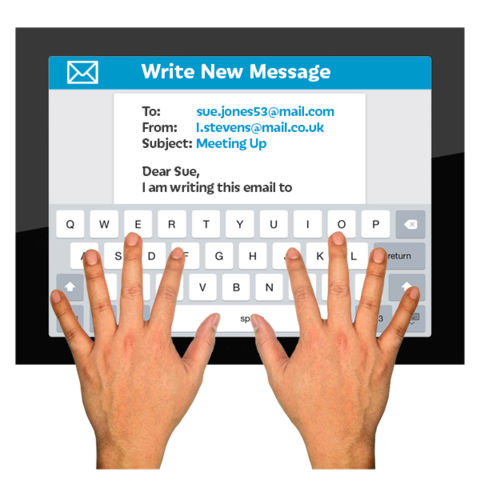 Write New Message
To: sue.jones53@mail.com
From: l.stevens@mail.co.uk
Subject: Meeting Up
Dear Sue,
I am writing this email to
Q W E R T Y U I O P
A S D F G H K L return
V B N